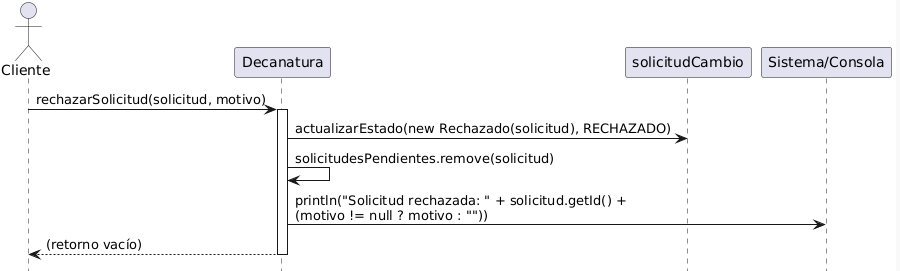 Cliente
Decanatura
solicitudCambio
Sistema/Consola
rechazarSolicitud(solicitud, motivo)
actualizarEstado(new Rechazado(solicitud), RECHAZADO)
solicitudesPendientes.remove(solicitud)
println("Solicitud rechazada: " + solicitud.getId() +
(motivo != null ? motivo : ""))
(retorno vacío)